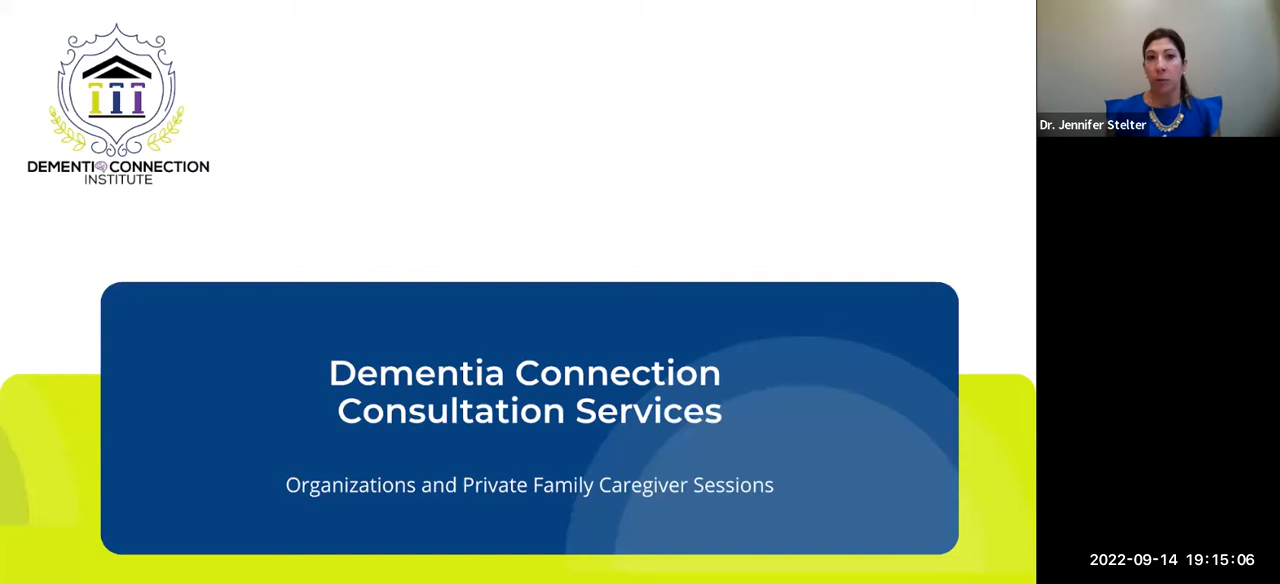 DEMENTIA CONNECTION
INSTITUTE
Dr. Jennifer Stelter
Dementia Connection
Consultation Services
Organizations and Private Family Caregiver Sessions
2022-09-14 19:15:06